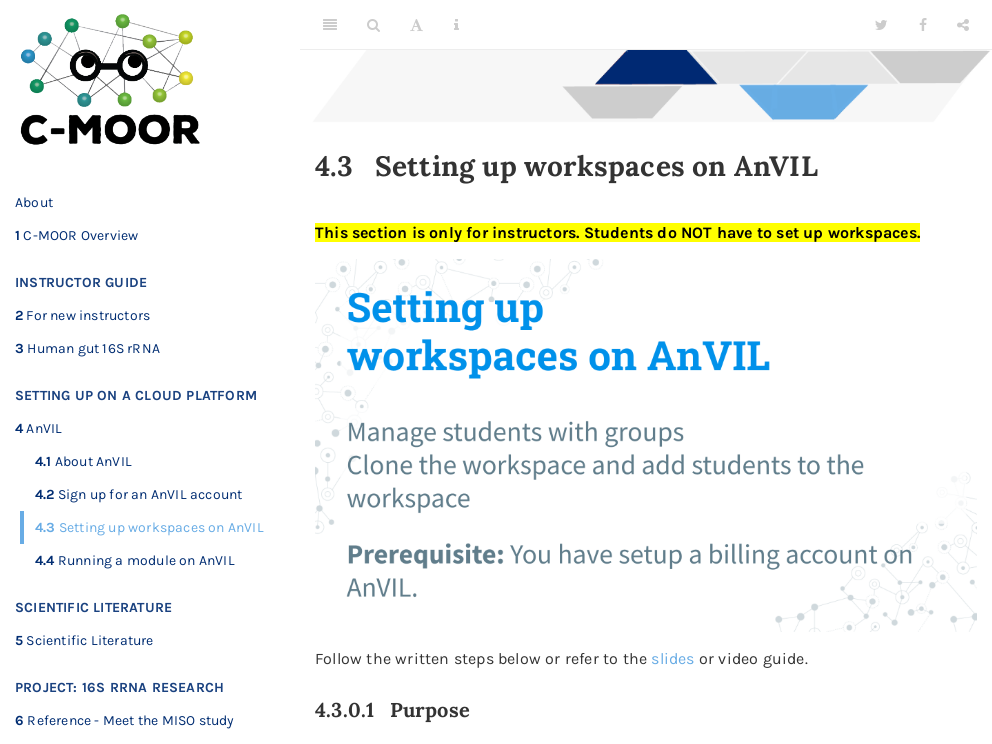 C-MOOR
About
1 C-MOOR Overview
INSTRUCTOR GUIDE
2 For new instructors
3 Human gut 16S rRNA
SETTING UP ON A CLOUD PLATFORM
4 AnVIL
4.1 About AnVIL
4.2 Sign up for an AnVIL account
4.3 Setting up workspaces on AnVIL
4.4 Running a module on AnVIL
SCIENTIFIC LITERATURE
5 Scientific Literature
PROJECT: 16S RRNA RESEARCH
6 Reference - Meet the MISO study
A
4.3 Setting up workspaces on AnVIL
This section is only for instructors. Students do NOT have to set up workspaces.
Setting up
workspaces on AnVIL
Manage students with groups
Clone the workspace and add students to the
workspace
Prerequisite: You have setup a billing account on
AnVIL.
Follow the written steps below or refer to the slides or video guide.
4.3.0.1 Purpose